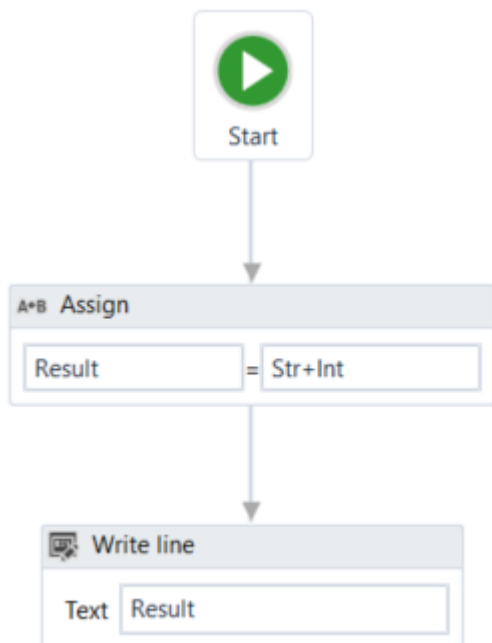 Start
A+B Assign
Result = Str+Int
Write line
Text Result